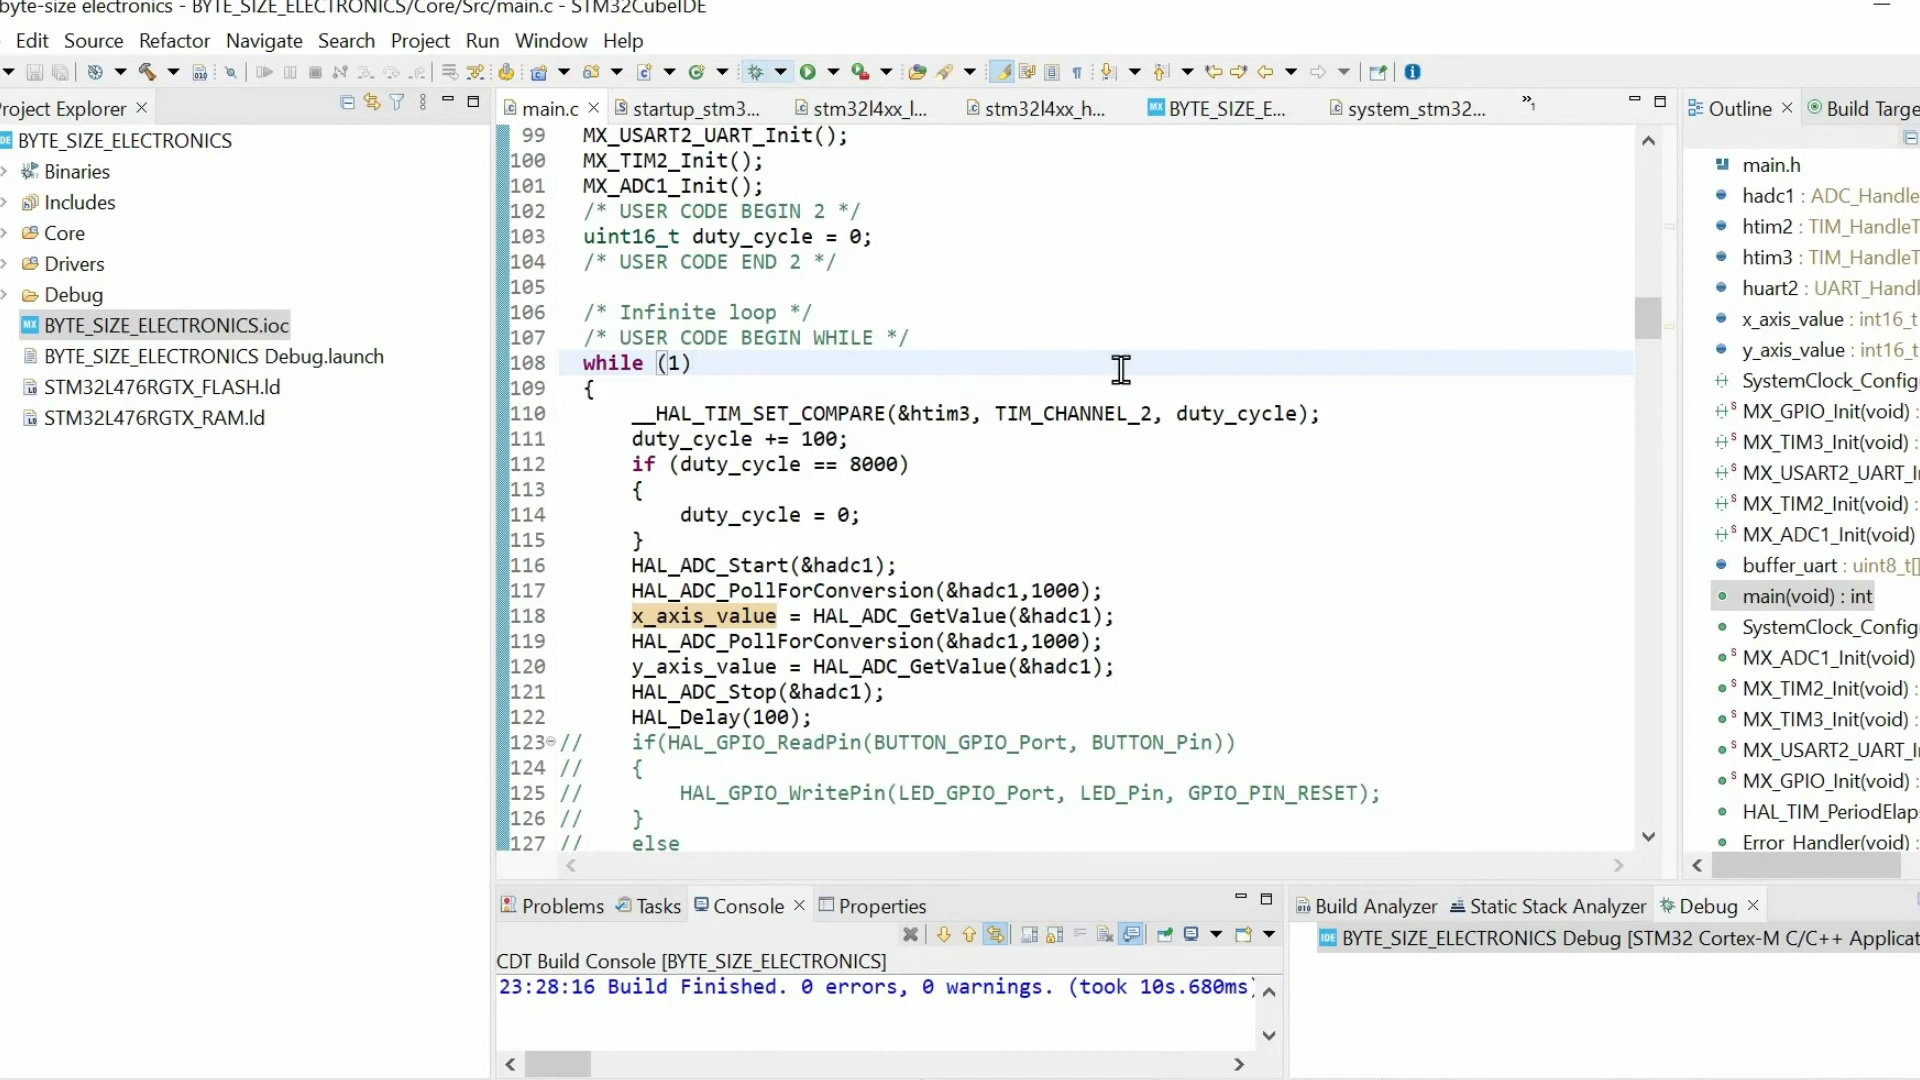 byte-size electronics - BYTE_SIZE_ELECTRONICS/Core/Src/main.c - STM32CubeIDE
Edit Source Refactor Navigate Search Project Run Window Help
Project Explorer
main.c
startup_stm3...
stm32l4xx_l...
stm32l4xx_h...
BYTE_SIZE_E...
system_stm32...
Outline
Build Targe
BYTE_SIZE_ELECTRONICS
Binaries
Includes
Core
Drivers
Debug
BYTE_SIZE_ELECTRONICS.ioc
BYTE_SIZE_ELECTRONICS Debug.launch
STM32L476RGTX_FLASH.ld
STM32L476RGTX_RAM.ld
99 MX_USART2_UART_Init();
100 MX_TIM2_Init();
101 MX_ADC1_Init();
102 /* USER CODE BEGIN 2 */
103 uint16_t duty_cycle = 0;
104 /* USER CODE END 2 */
105
106 /* Infinite loop */
107 /* USER CODE BEGIN WHILE */
108 while (1)
109 {
110 __HAL_TIM_SET_COMPARE(&htim3, TIM_CHANNEL_2, duty_cycle);
111 duty_cycle += 100;
112 if (duty_cycle == 8000)
113 {
114 duty_cycle = 0;
115 }
116 HAL_ADC_Start(&hadc1);
117 HAL_ADC_PollForConversion(&hadc1,1000);
118 x_axis_value = HAL_ADC_GetValue(&hadc1);
119 HAL_ADC_PollForConversion(&hadc1,1000);
120 y_axis_value = HAL_ADC_GetValue(&hadc1);
121 HAL_ADC_Stop(&hadc1);
122 HAL_Delay(100);
123 // if(HAL_GPIO_ReadPin(BUTTON_GPIO_Port, BUTTON_Pin))
124 // {
125 // HAL_GPIO_WritePin(LED_GPIO_Port, LED_Pin, GPIO_PIN_RESET);
126 // }
127 // else
main.h
hadc1 : ADC_Handle
htim2 : TIM_HandleT
htim3 : TIM_HandleT
huart2 : UART_Handl
x_axis_value : int16_t
y_axis_value : int16_t
SystemClock_Config
MX_GPIO_Init(void) :
MX_TIM3_Init(void) :
MX_USART2_UART_I
MX_TIM2_Init(void) :
MX_ADC1_Init(void)
buffer_uart : uint8_t[]
main(void) : int
SystemClock_Config
MX_ADC1_Init(void)
MX_TIM2_Init(void) :
MX_TIM3_Init(void) :
MX_USART2_UART_I
MX_GPIO_Init(void) :
HAL_TIM_PeriodElap
Error_Handler(void) :
Problems Tasks Console Properties
CDT Build Console [BYTE_SIZE_ELECTRONICS]
23:28:16 Build Finished. 0 errors, 0 warnings. (took 10s.680ms)
Build Analyzer Static Stack Analyzer Debug
BYTE_SIZE_ELECTRONICS Debug [STM32 Cortex-M C/C++ Applicat